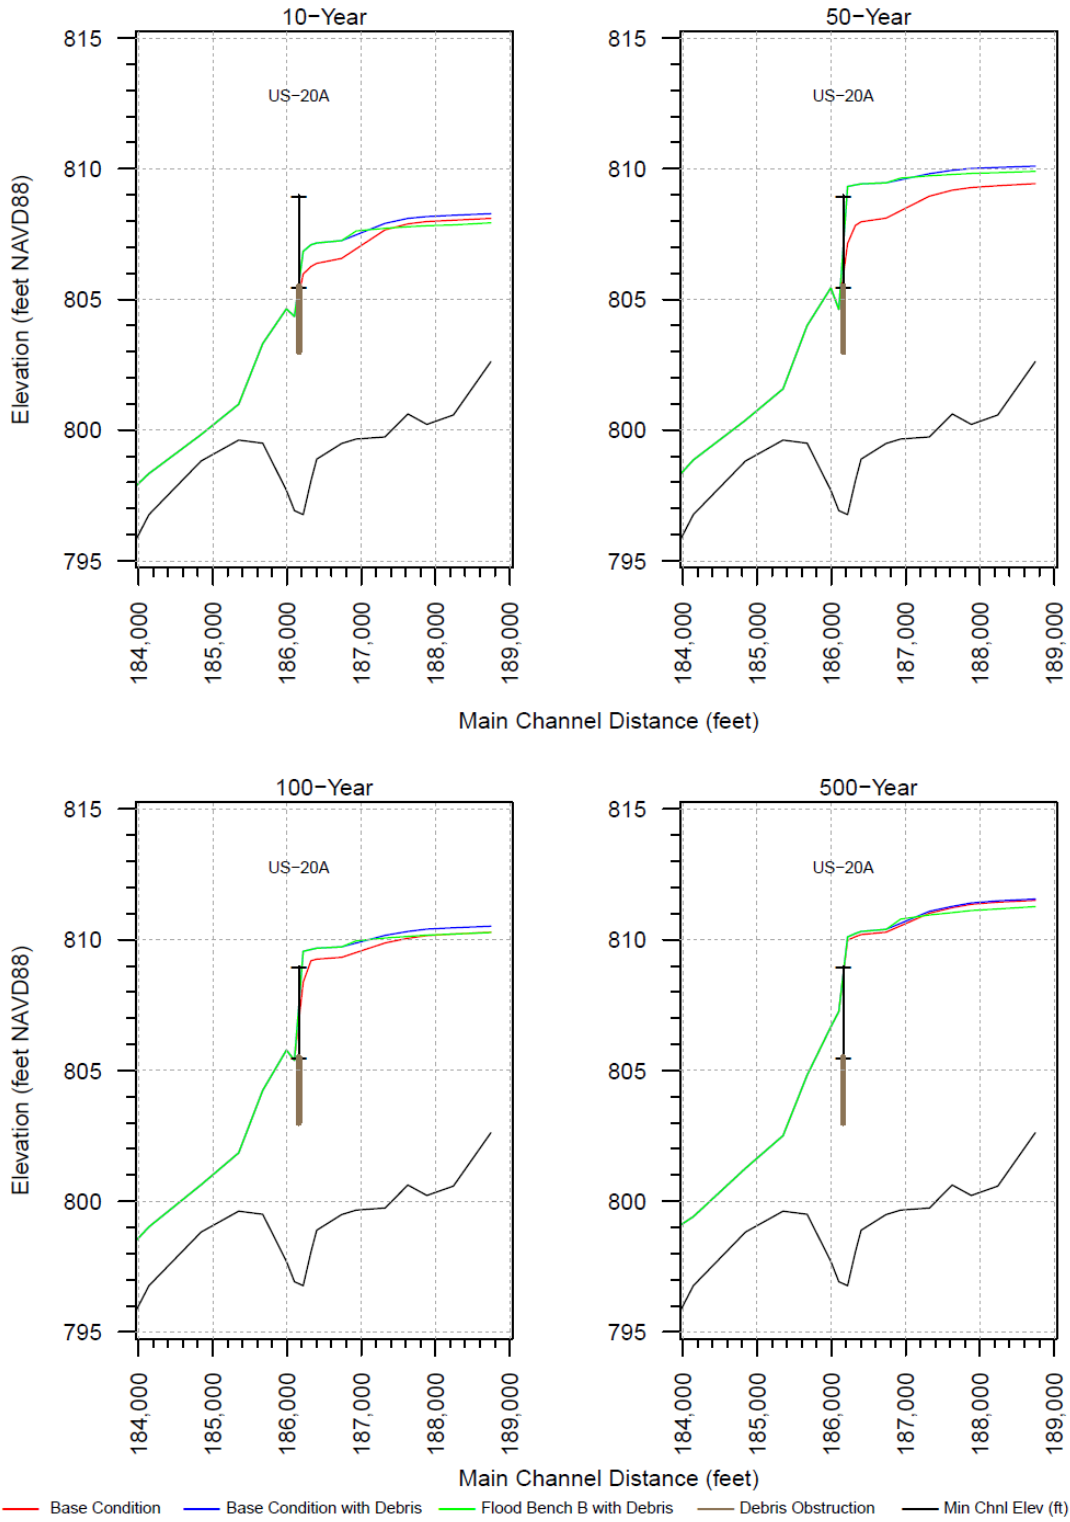 10−Year
50−Year
815
810
805
800
795
US−20A
815
810
805
800
795
US−20A
Elevation (feet NAVD88)
184,000
185,000
186,000
187,000
188,000
189,000
184,000
185,000
186,000
187,000
188,000
189,000
Main Channel Distance (feet)
100−Year
500−Year
815
810
805
800
795
US−20A
815
810
805
800
795
US−20A
Elevation (feet NAVD88)
184,000
185,000
186,000
187,000
188,000
189,000
184,000
185,000
186,000
187,000
188,000
189,000
Main Channel Distance (feet)
Base Condition
Base Condition with Debris
Flood Bench B with Debris
Debris Obstruction
Min Chnl Elev (ft)